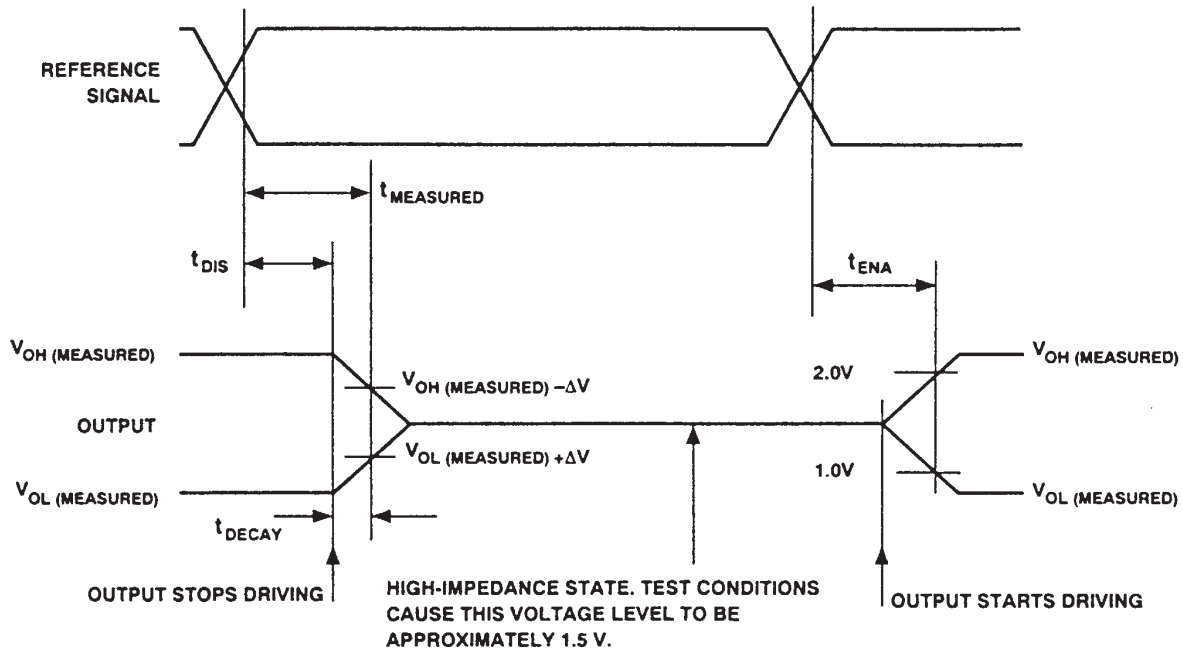 REFERENCE
SIGNAL
tMEASURED
tDIS
tENA
VOH (MEASURED)
VOH (MEASURED) –ΔV
2.0V
VOH (MEASURED)
OUTPUT
VOL (MEASURED) +ΔV
1.0V
VOL (MEASURED)
VOL (MEASURED)
tDECAY
OUTPUT STOPS DRIVING
HIGH-IMPEDANCE STATE. TEST CONDITIONS
CAUSE THIS VOLTAGE LEVEL TO BE
APPROXIMATELY 1.5 V.
OUTPUT STARTS DRIVING